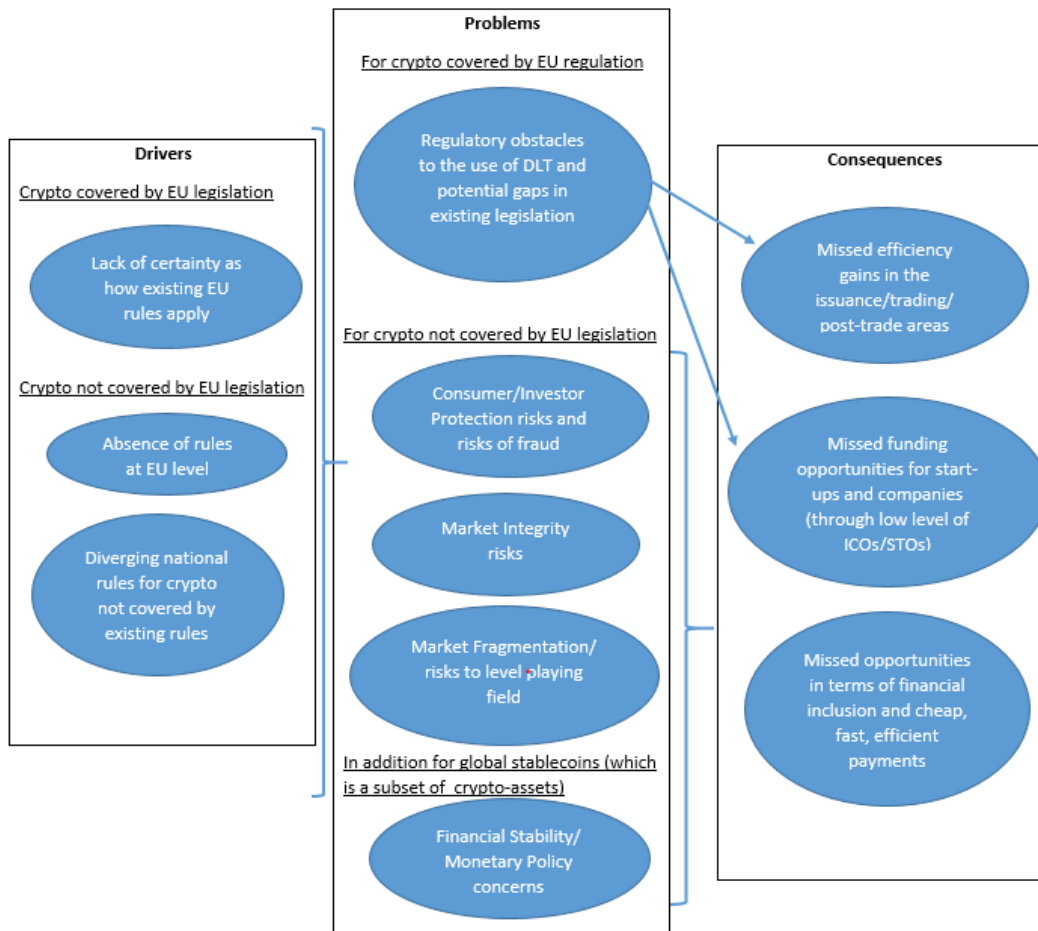 Drivers
Crypto covered by EU legislation
Lack of certainty as
how existing EU
rules apply
Crypto not covered by EU legislation
Absence of rules
at EU level
Diverging national
rules for crypto
not covered by
existing rules
Problems
For crypto covered by EU regulation
Regulatory obstacles
to the use of DLT and
potential gaps in
existing legislation
For crypto not covered by EU legislation
Consumer/Investor
Protection risks and
risks of fraud
Market Integrity
risks
Market Fragmentation/
risks to level playing
field
In addition for global stablecoins (which
is a subset of crypto-assets)
Financial Stability/
Monetary Policy
concerns
Consequences
Missed efficiency
gains in the
issuance/trading/
post-trade areas
Missed funding
opportunities for start-
ups and companies
(through low level of
ICOs/STOs)
Missed opportunities
in terms of financial
inclusion and cheap,
fast, efficient
payments